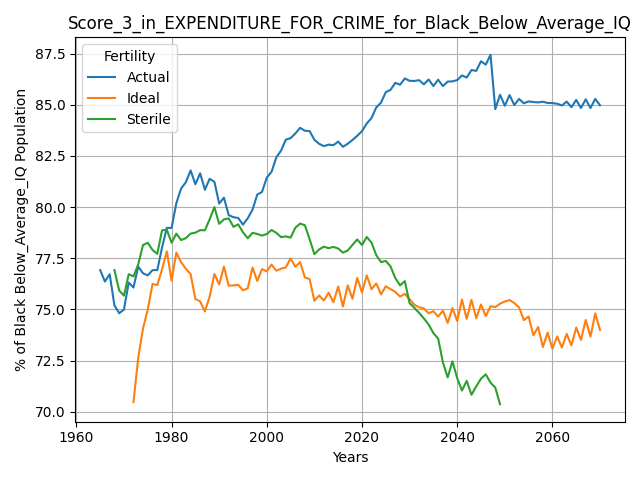 Score_3_in_EXPENDITURE_FOR_CRIME_for_Black_Below_Average_IQ
Fertility
Actual
Ideal
Sterile
% of Black Below_Average_IQ Population
87.5
85.0
82.5
80.0
77.5
75.0
72.5
70.0
1960
1980
2000
2020
2040
2060
Years